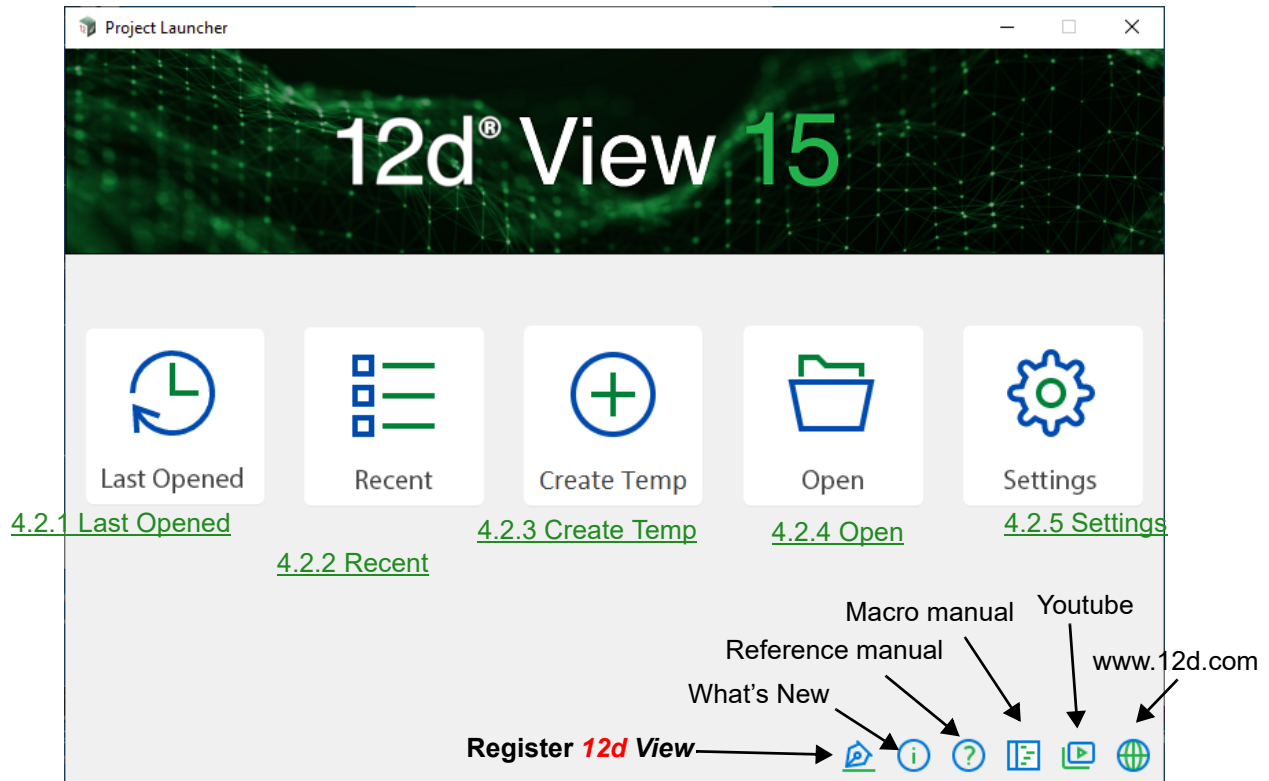 Project Launcher
12d® View 15
Last Opened
Recent
Create Temp
Open
Settings
4.2.1 Last Opened
4.2.2 Recent
4.2.3 Create Temp
4.2.4 Open
4.2.5 Settings
Macro manual
Youtube
Reference manual
www.12d.com
What's New
Register 12d View